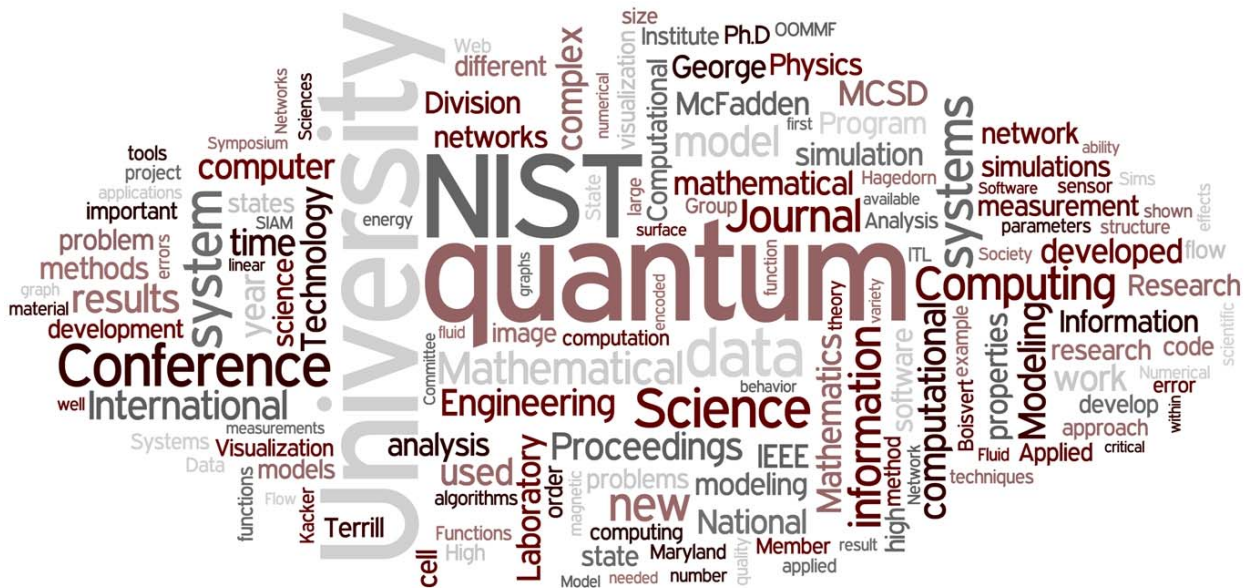 size
Institute Ph.D OOMMF
Web
different
complex
numerical
visualization
Computational
George Physics
Networks
Sciences
Division
McFadden
MCSD
University
networks
model
first
Program
Systems
network
ability
Symposium
tools
project
computer
NIST
State
large
simulation
simulations
applications
states
mathematical
Hagedorn
Software sensor
Sims
important
system
SIAM
Technology
energy
Group
available
measurement
shown
effects
problem
errors
time
surface
Journal
Analysis
parameters
structure
methods
linear
quantum
graphs
function
ITL
Society
developed
flow
graph
year
science
encoded
theory
variety
Computing
Research
material
results
fluid
image
computation
Information
scientific
development
Committee
Mathematical
data
Mathematics
information
software
computational
Boisvert
example
properties
Modeling
research
code
Conference
behavior
work
Numerical
error
within
well
International
Engineering
Science
develop
measurements
approach
Systems
Visualization
analysis
Proceedings
IEEE
Fluid
Applied
critical
Data
models
used
Laboratory
order
problems
modeling
method
high
Network
techniques
functions
Flow
Kacker
algorithms
magnetic
new
Terrill
National
Functions
computing
cell
High
state
Maryland
quality
Member
result
Model
needed
number
applied